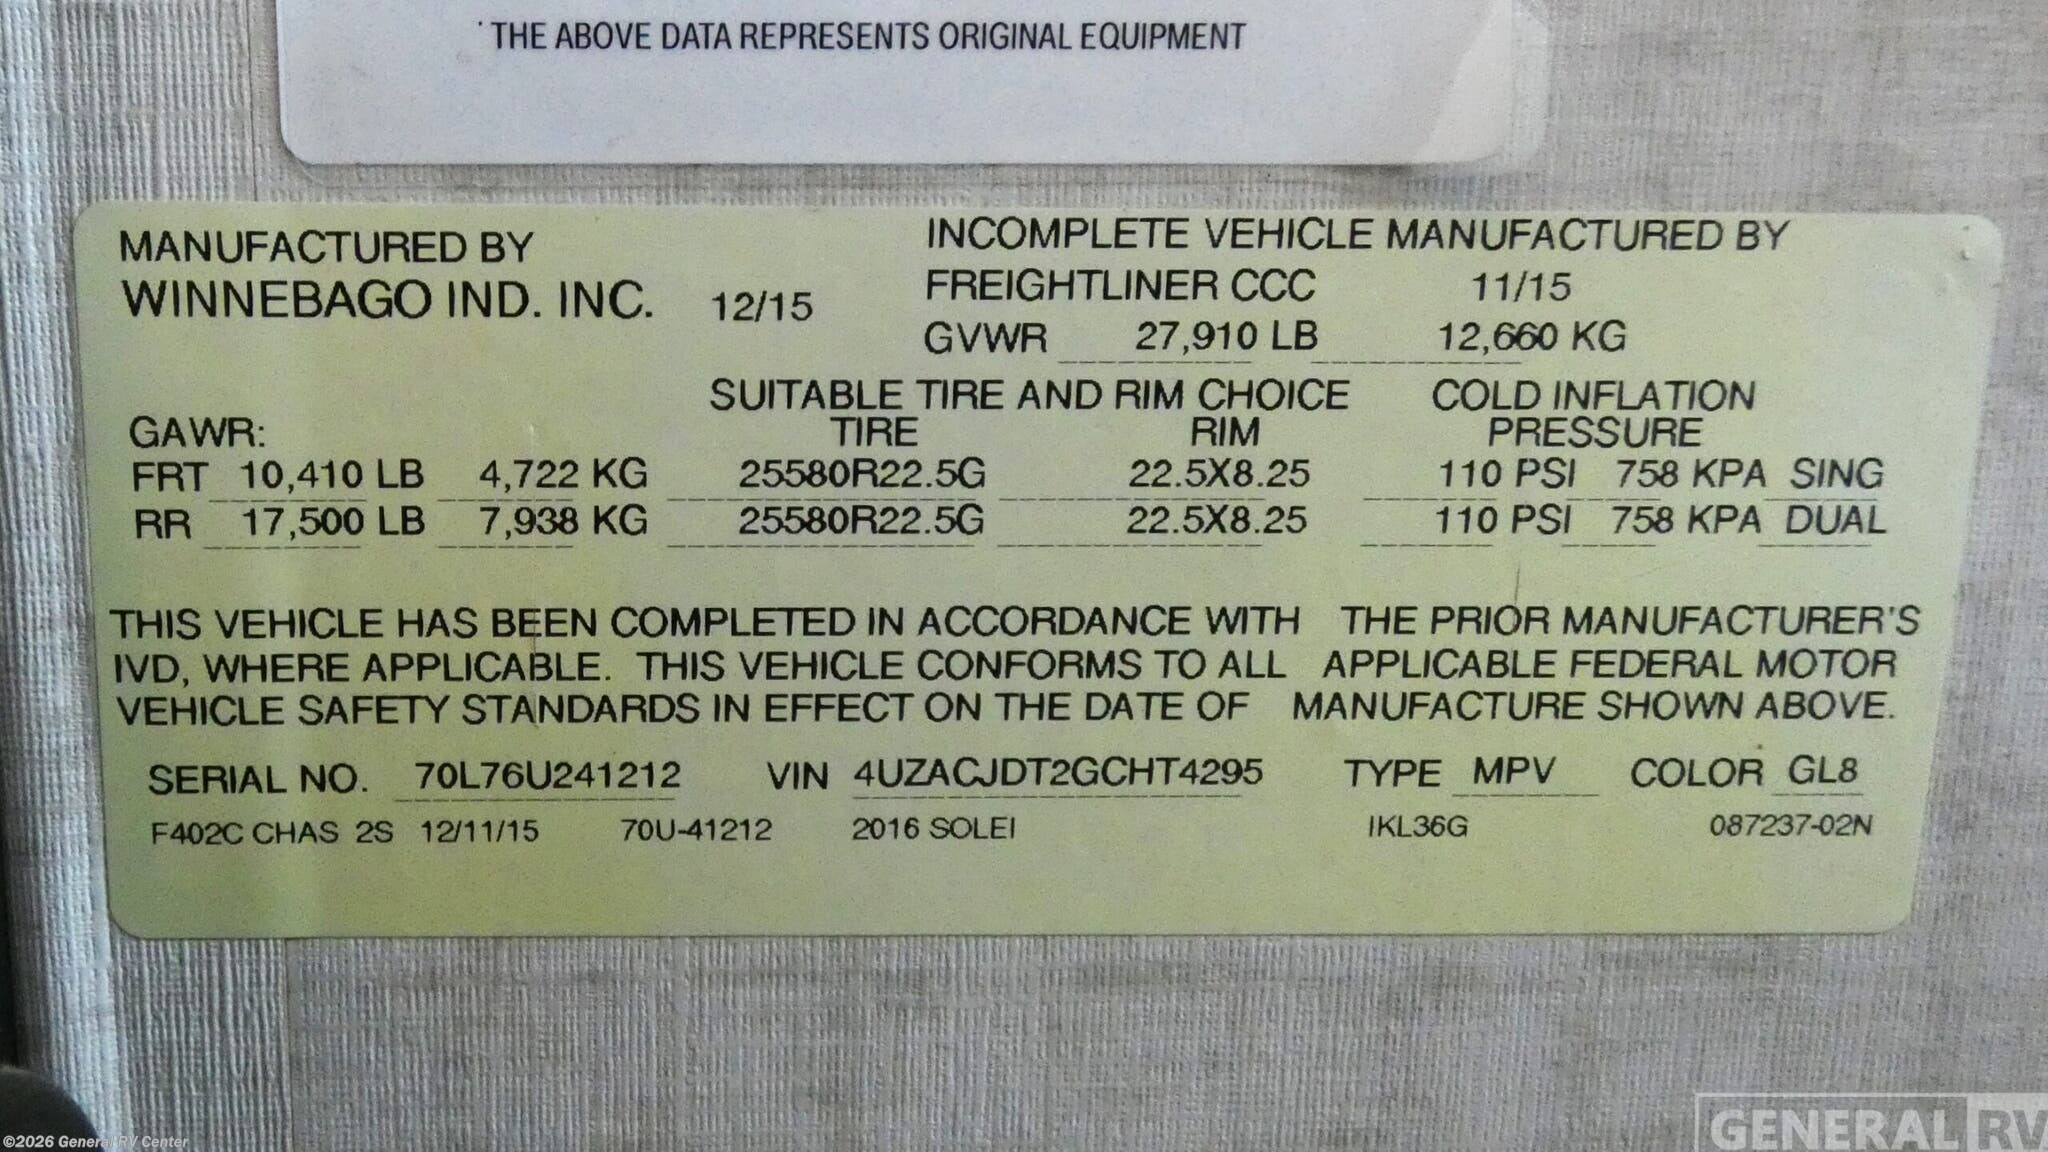 THE ABOVE DATA REPRESENTS ORIGINAL EQUIPMENT
MANUFACTURED BY
WINNEBAGO IND. INC. 12/15
INCOMPLETE VEHICLE MANUFACTURED BY
FREIGHTLINER CCC 11/15
GVWR 27,910 LB 12,660 KG
SUITABLE TIRE AND RIM CHOICE COLD INFLATION
GAWR: TIRE RIM PRESSURE
FRT 10,410 LB 4,722 KG 25580R22.5G 22.5X8.25 110 PSI 758 KPA SING
RR 17,500 LB 7,938 KG 25580R22.5G 22.5X8.25 110 PSI 758 KPA DUAL
THIS VEHICLE HAS BEEN COMPLETED IN ACCORDANCE WITH THE PRIOR MANUFACTURER'S
IVD, WHERE APPLICABLE. THIS VEHICLE CONFORMS TO ALL APPLICABLE FEDERAL MOTOR
VEHICLE SAFETY STANDARDS IN EFFECT ON THE DATE OF MANUFACTURE SHOWN ABOVE.
SERIAL NO. 70L76U241212 VIN 4UZACJDT2GCHT4295 TYPE MPV COLOR GL8
F402C CHAS 2S 12/11/15 70U-41212 2016 SOLEI IKL36G 087237-02N
©2026 General RV Center
GENERAL RV